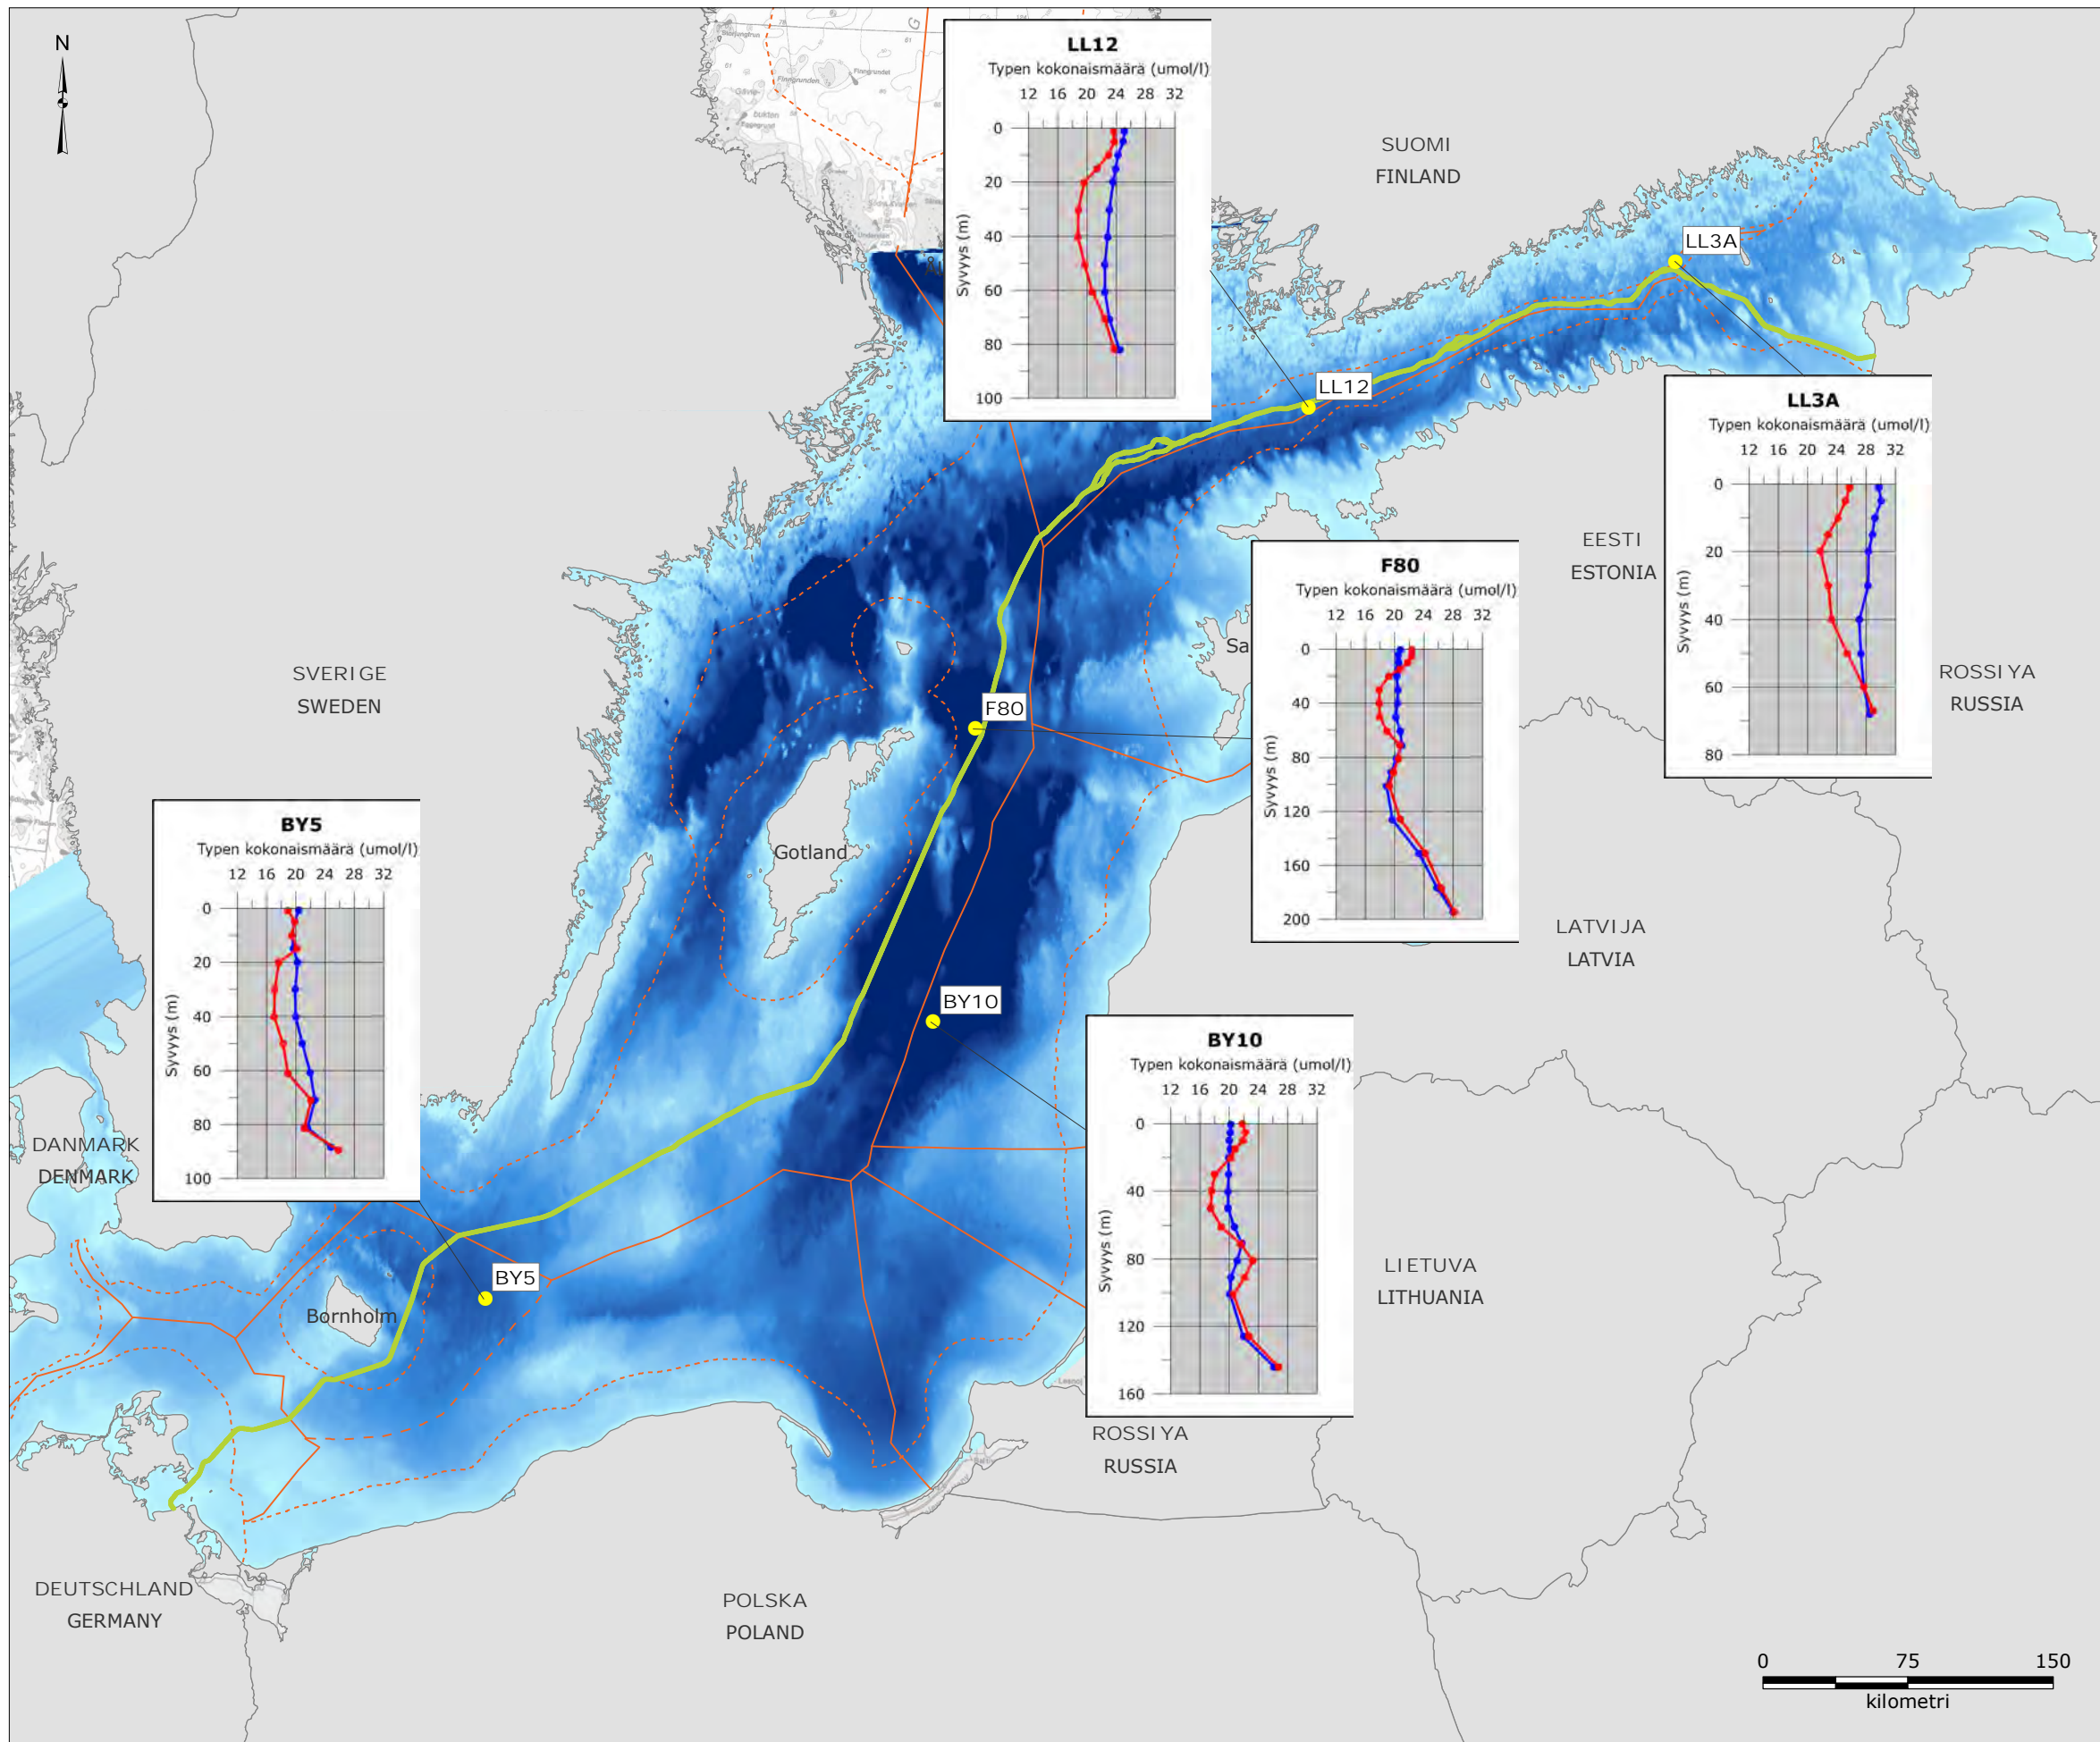 N
LL12
Typen kokonaismäärä (umol/l)
12 16 20 24 28 32
Syvyys (m)
0
20
40
60
80
100
SUOMI
FINLAND
LL3A
LL12
LL3A
Typen kokonaismäärä (umol/l)
12 16 20 24 28 32
Syvyys (m)
0
20
40
60
80
EESTI
ESTONIA
F80
Typen kokonaismäärä (umol/l)
12 16 20 24 28 32
Syvyys (m)
0
40
80
120
160
200
Sa
ROSSIYA
RUSSIA
SVERIGE
SWEDEN
F80
BY5
Typen kokonaismäärä (umol/l)
12 16 20 24 28 32
Syvyys (m)
0
20
40
60
80
100
Gotland
LATVIJA
LATVIA
BY10
BY10
Typen kokonaismäärä (umol/l)
12 16 20 24 28 32
Syvyys (m)
0
40
80
120
160
DANMARK
DENMARK
BY5
Bornholm
LIETUVA
LITHUANIA
ROSSIYA
RUSSIA
DEUTSCHLAND
GERMANY
POLSKA
POLAND
0 75 150
kilometri